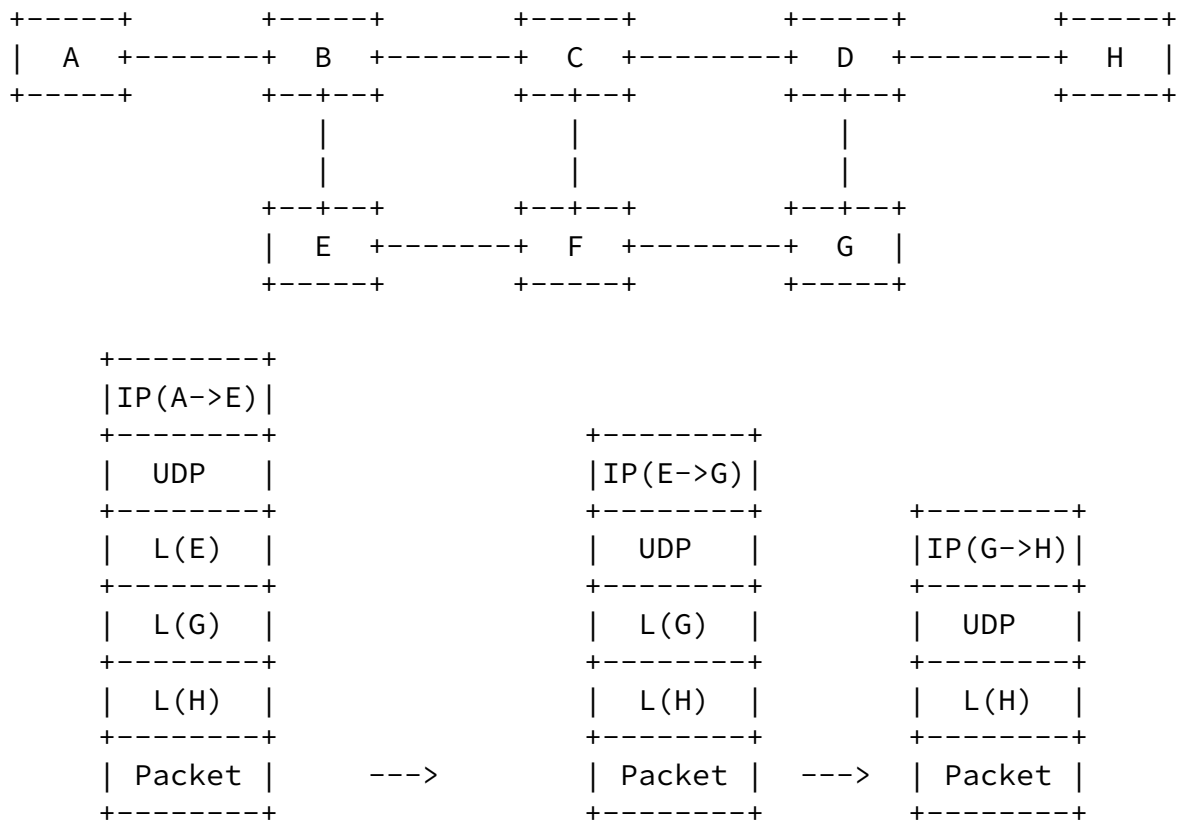 A B C D H
E F G
IP(A->E)
UDP IP(E->G)
L(E) UDP IP(G->H)
L(G) L(G) UDP
L(H) L(H) L(H)
Packet ---> Packet ---> Packet